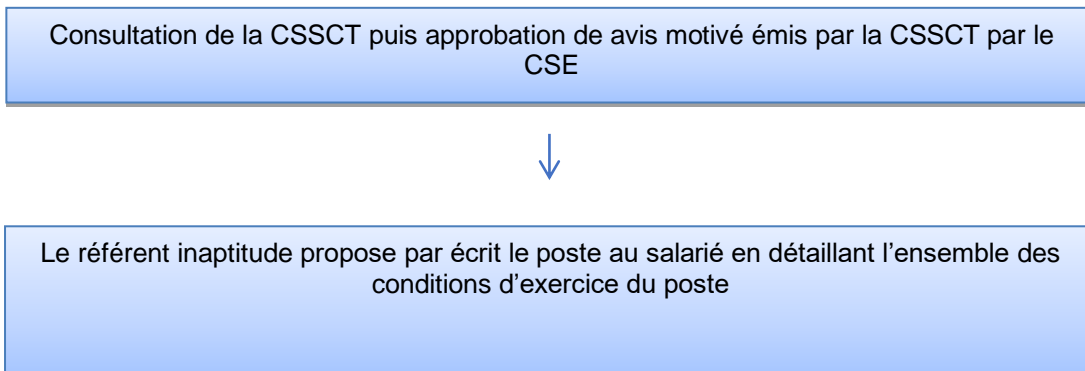 Consultation de la CSSCT puis approbation de avis motivé émis par la CSSCT par le
CSE
Le référent inaptitude propose par écrit le poste au salarié en détaillant l’ensemble des
conditions d’exercice du poste